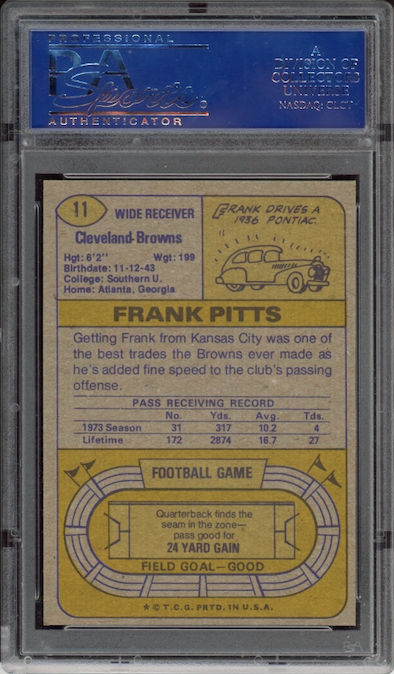 PROFESSIONAL
PSA
Sports
AUTHENTICATOR
A
DIVISION OF
COLLECTORS
UNIVERSE
NASDAQ: CLCT
11
WIDE RECEIVER
Cleveland-Browns
Hgt: 6'2" Wgt: 199
Birthdate: 11-12-43
College: Southern U.
Home: Atlanta, Georgia
FRANK DRIVES A
1936 PONTIAC.
FRANK PITTS
Getting Frank from Kansas City was one of
the best trades the Browns ever made as
he's added fine speed to the club's passing
offense.
PASS RECEIVING RECORD
No. Yds. Avg. Tds.
1973 Season 31 317 10.2 4
Lifetime 172 2874 16.7 27
FOOTBALL GAME
Quarterback finds the
seam in the zone—
pass good for
24 YARD GAIN
FIELD GOAL—GOOD
* © T.C.G. PRTD. IN U.S.A.